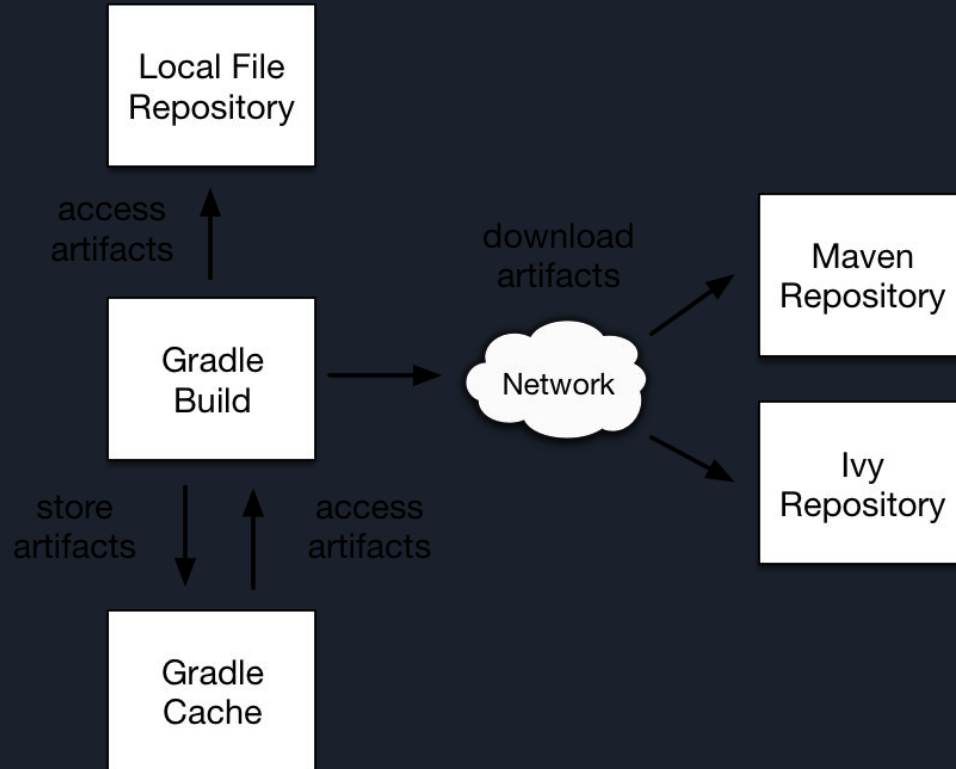 Local File
Repository
access
artifacts
download
artifacts
Maven
Repository
Gradle
Build
Network
Ivy
Repository
store
artifacts
access
artifacts
Gradle
Cache